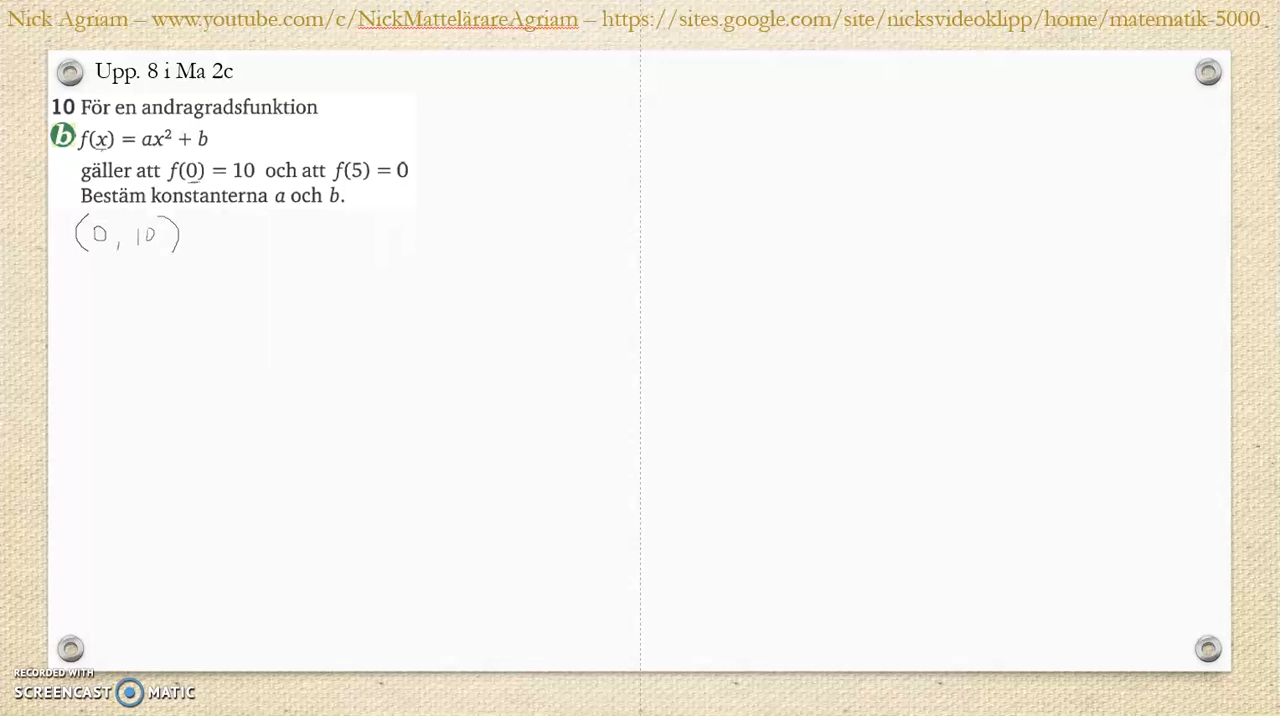 Nick Agriam – www.youtube.com/c/NickMattelärareAgriam – https://sites.google.com/site/nicksvideoklipp/home/matematik-5000
Upp. 8 i Ma 2c
10 För en andragradsfunktion
b f(x) = ax² + b
gäller att f(0) = 10 och att f(5) = 0
Bestäm konstanterna a och b.
(0, 10)
RECORDED WITH
SCREENCAST MATIC